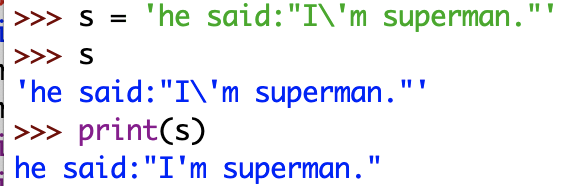 >>> s = 'he said:"I\'m superman."'
>>> s
'he said:"I\'m superman."'
>>> print(s)
he said:"I'm superman."